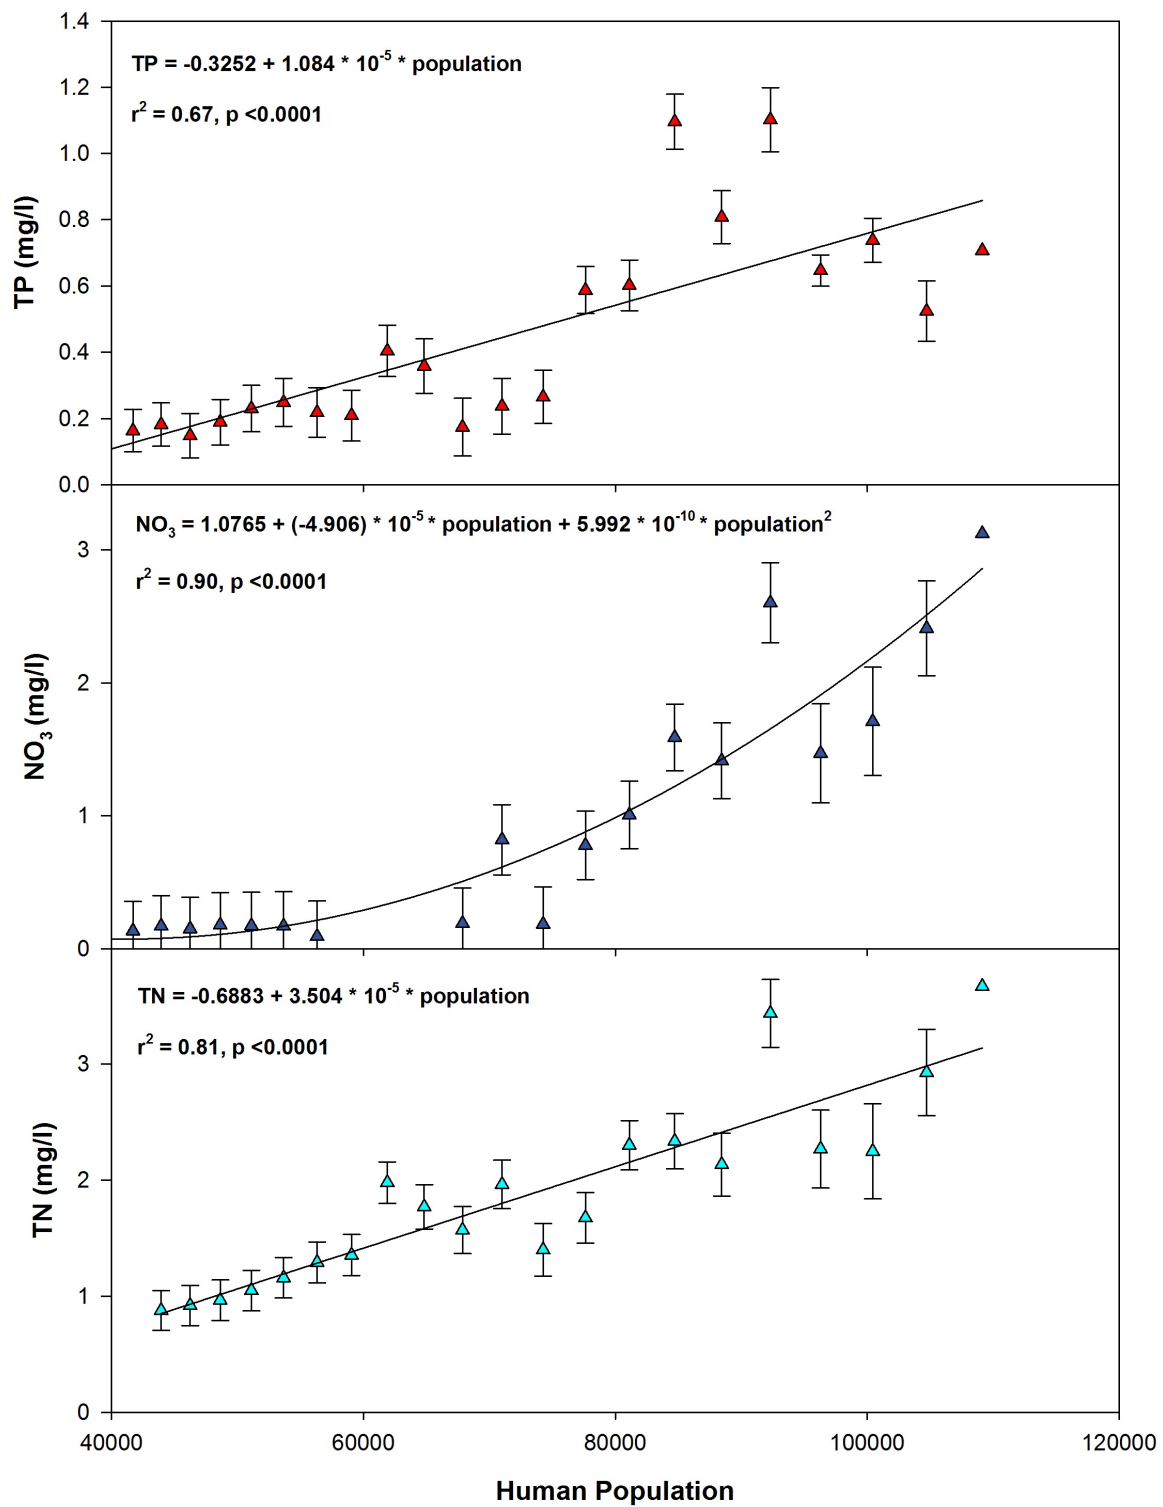 1.4
TP = -0.3252 + 1.084 * 10⁻⁵ * population
1.2
r² = 0.67, p <0.0001
1.0
0.8
TP (mg/l)
0.6
0.4
0.2
0.0
NO₃ = 1.0765 + (-4.906) * 10⁻⁵ * population + 5.992 * 10⁻¹⁰ * population²
3
r² = 0.90, p <0.0001
2
NO₃ (mg/l)
1
0
TN = -0.6883 + 3.504 * 10⁻⁵ * population
r² = 0.81, p <0.0001
3
2
TN (mg/l)
1
0
40000 60000 80000 100000 120000
Human Population